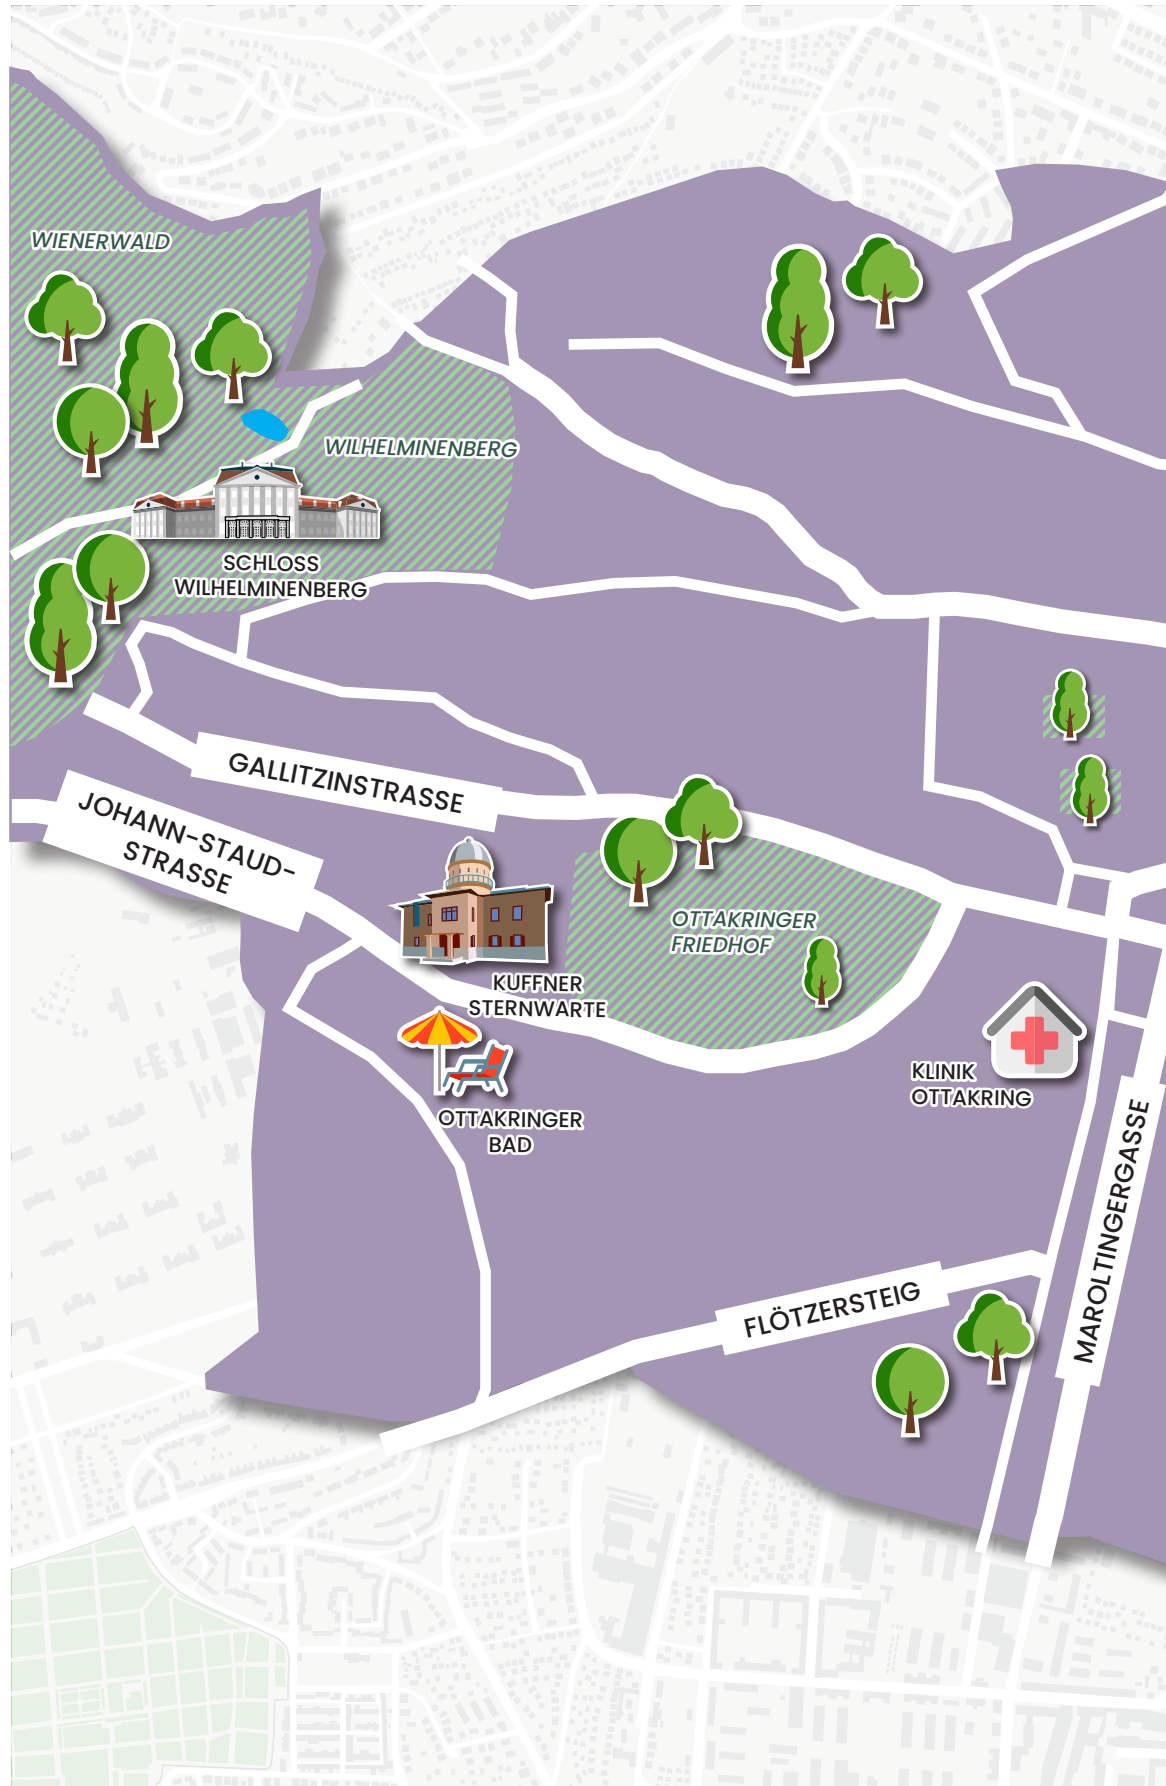 WIENERWALD
WILHELMINENBERG
SCHLOSS
WILHELMINENBERG
GALLITZINSTRASSE
JOHANN-STAUD-
STRASSE
OTTAKRINGER
FRIEDHOF
KUFFNER
STERNWARTE
KLINIK
OTTAKRING
OTTAKRINGER
BAD
MAROLTINGERGASSE
FLÖTZERSTEIG